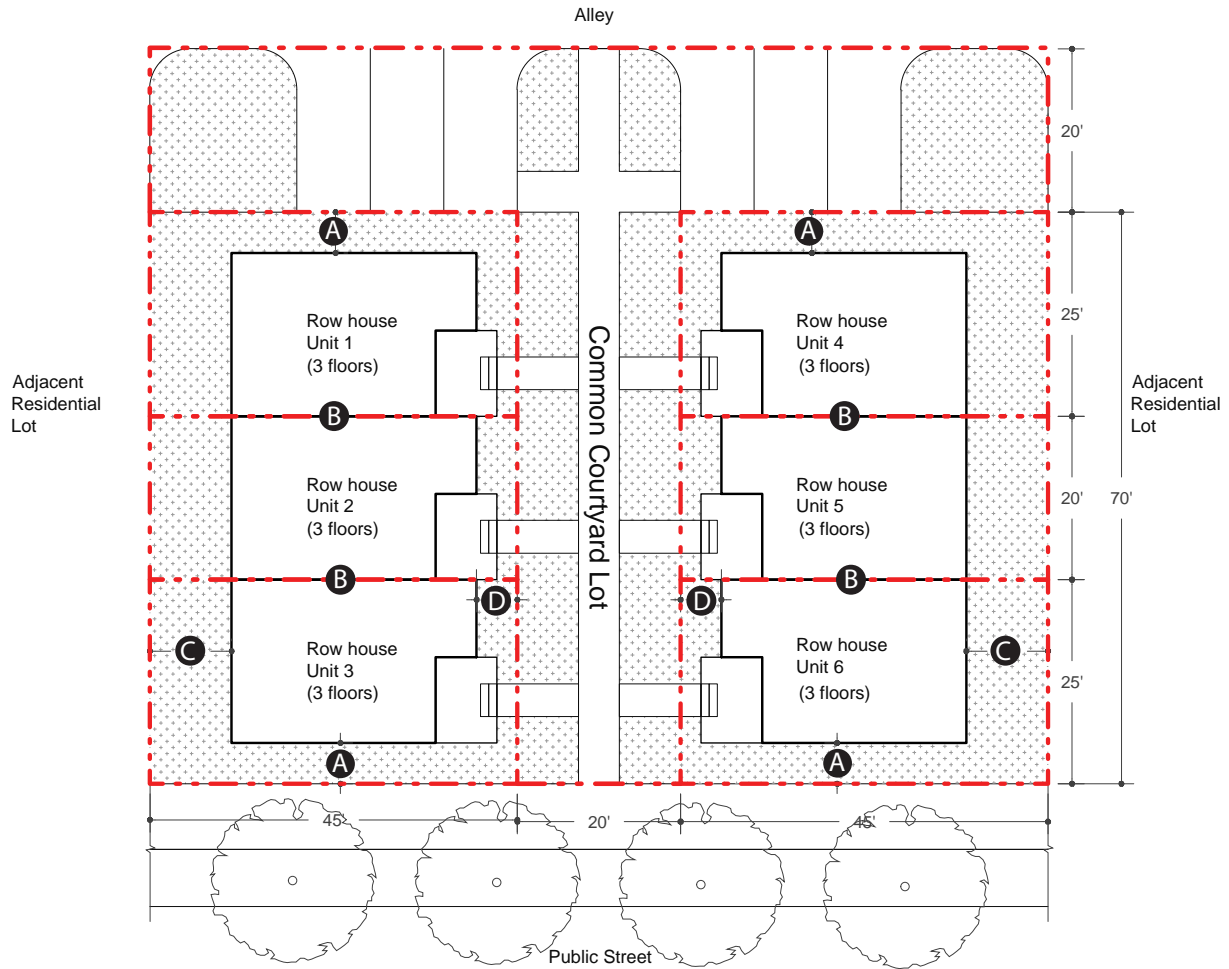 Alley
20'
A
A
Row house
Unit 1
(3 floors)
Row house
Unit 4
(3 floors)
25'
Adjacent
Residential
Lot
Common Courtyard Lot
Adjacent
Residential
Lot
B
B
Row house
Unit 2
(3 floors)
Row house
Unit 5
(3 floors)
20'
70'
B
B
D
D
C
C
Row house
Unit 3
(3 floors)
Row house
Unit 6
(3 floors)
25'
A
A
45'
20'
45'
Public Street